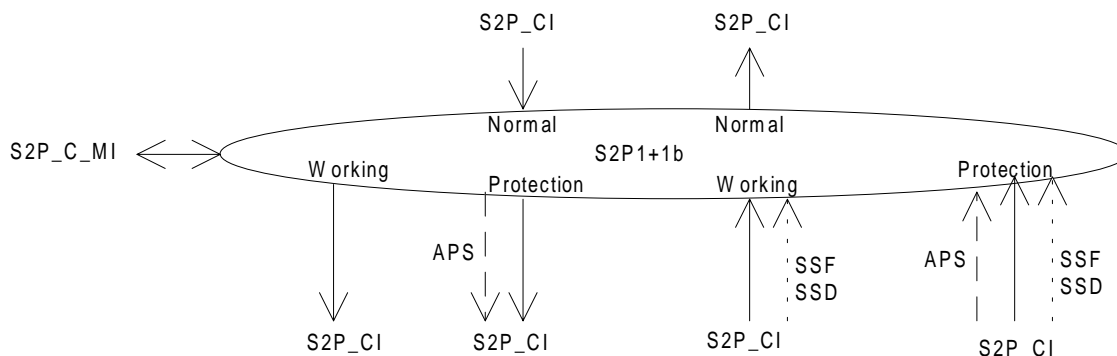 S2P_CI S2P_CI
Normal Normal
S2P_C_MI S2P1+1b
Working Protection Working Protection
APS SSF APS SSF
SSD SSD
S2P_CI S2P_CI S2P_CI S2P_CI